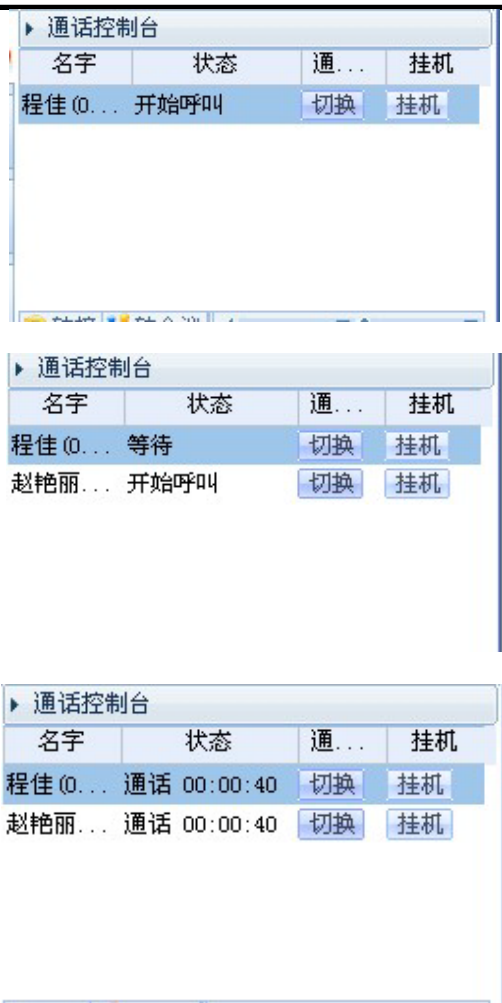 通话控制台
名字 状态 通... 挂机
程佳(0... 开始呼叫 切换 挂机
通话控制台
名字 状态 通... 挂机
程佳(0... 等待 切换 挂机
赵艳丽... 开始呼叫 切换 挂机
通话控制台
名字 状态 通... 挂机
程佳(0... 通话 00:00:40 切换 挂机
赵艳丽... 通话 00:00:40 切换 挂机